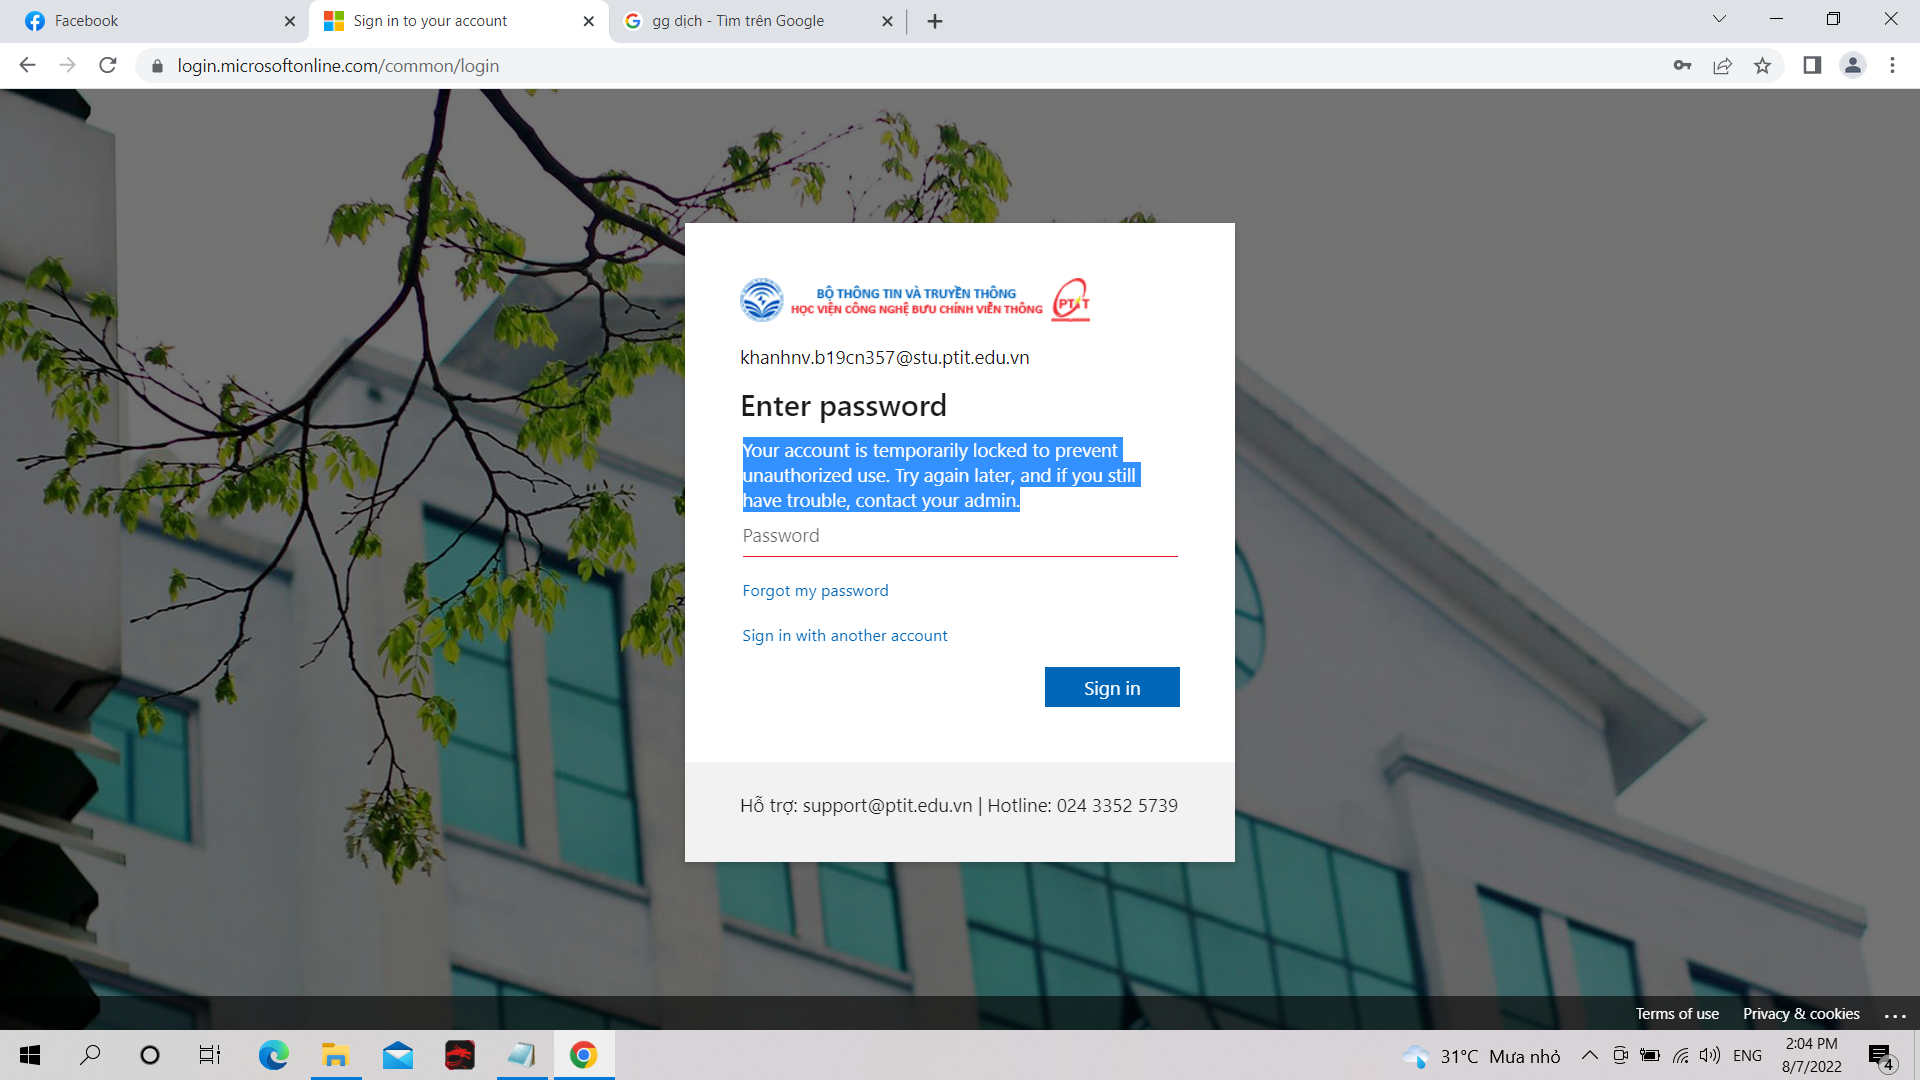 Facebook
Sign in to your account
gg dịch - Tìm trên Google
login.microsoftonline.com/common/login
BỘ THÔNG TIN VÀ TRUYỀN THÔNG
HỌC VIỆN CÔNG NGHỆ BƯU CHÍNH VIỄN THÔNG
PTIT
khanhnv.b19cn357@stu.ptit.edu.vn
Enter password
Your account is temporarily locked to prevent
unauthorized use. Try again later, and if you still
have trouble, contact your admin.
Password
Forgot my password
Sign in with another account
Sign in
Hỗ trợ: support@ptit.edu.vn | Hotline: 024 3352 5739
Terms of use
Privacy & cookies
31°C Mưa nhỏ
ENG
2:04 PM
8/7/2022
4